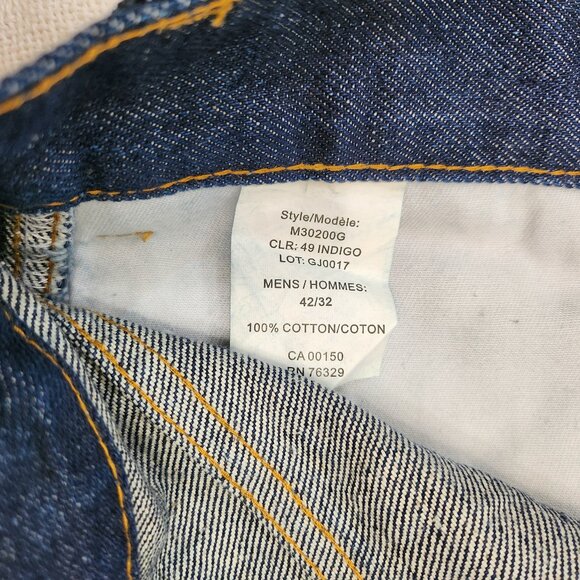 Style/Modèle:
M30200G
CLR; 49 INDIGO
LOT: GJ0017
MENS / HOMMES:
42/32
100% COTTON/COTON
CA 00150
RN 76329